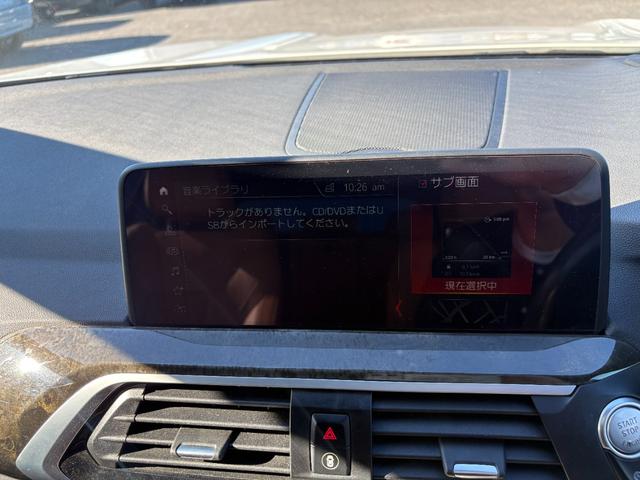 音楽ライブラリ
10:26 am
サブ画面
トラックがありません。CD/DVDまたはU
SBからインポートしてください。
現在選択中
START
STOP